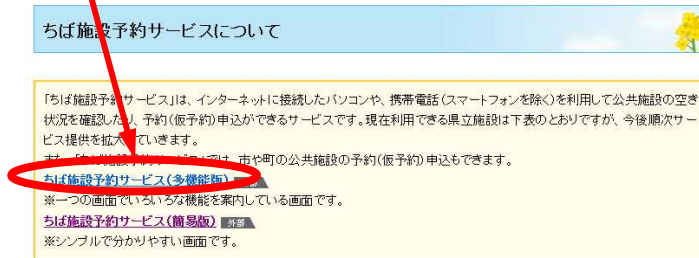 ちば施設予約サービスについて
「ちば施設予約サービス」は、インターネットに接続したパソコンや、携帯電話(スマートフォンを除く)を利用して公共施設の空き
状況を確認したり、予約(仮予約)申込ができるサービスです。現在利用できる県立施設は下表のとおりですが、今後順次サー
ビス提供を拡大していきます。
また、「ちば施設予約サービス」では、市や町の公共施設の予約(仮予約)申込もできます。
ちば施設予約サービス(多機能版) 外部
※一つの画面でいろいろな機能を案内している画面です。
ちば施設予約サービス(簡易版) 外部
※シンプルで分かりやすい画面です。